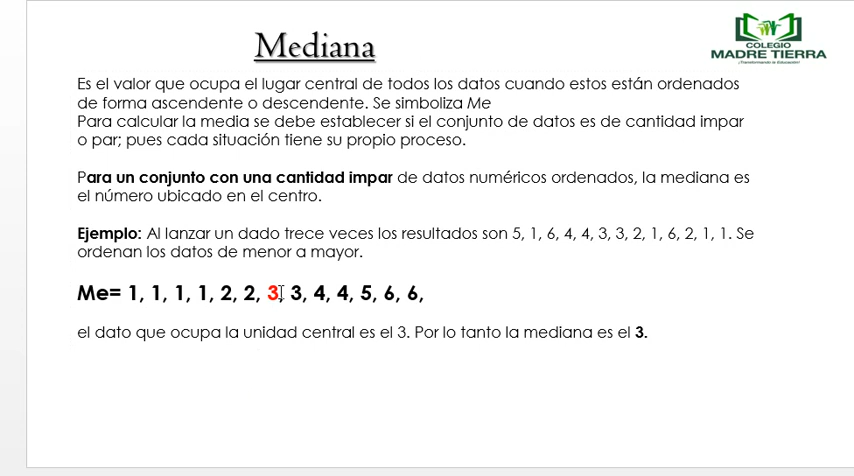 Mediana
COLEGIO
MADRE TIERRA
¡Transformando la Educación!
Es el valor que ocupa el lugar central de todos los datos cuando estos están ordenados
de forma ascendente o descendente. Se simboliza Me
Para calcular la media se debe establecer si el conjunto de datos es de cantidad impar
o par; pues cada situación tiene su propio proceso.
Para un conjunto con una cantidad impar de datos numéricos ordenados, la mediana es
el número ubicado en el centro.
Ejemplo: Al lanzar un dado trece veces los resultados son 5, 1, 6, 4, 4, 3, 3, 2, 1, 6, 2, 1, 1. Se
ordenan los datos de menor a mayor.
Me= 1, 1, 1, 1, 2, 2, 3, 3, 4, 4, 5, 6, 6,
el dato que ocupa la unidad central es el 3. Por lo tanto la mediana es el 3.